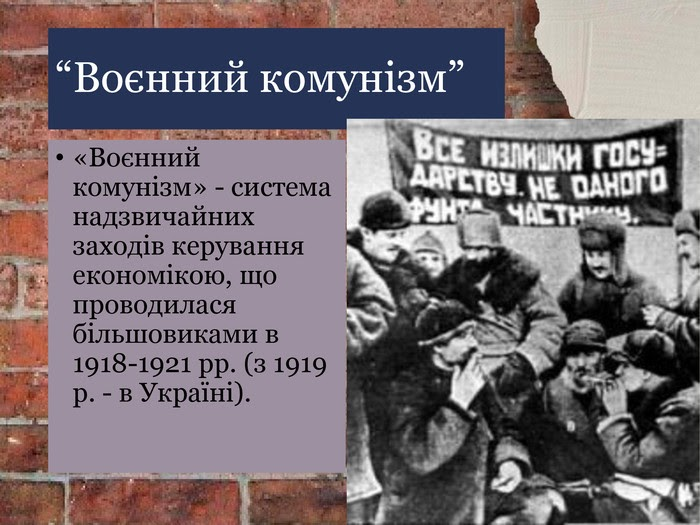 “Воєнний комунізм”
• «Воєнний
комунізм» - система
надзвичайних
заходів керування
економікою, що
проводилася
більшовиками в
1918-1921 рр. (з 1919
р. - в Україні).
ВСЕ ИЗЛИШКИ ГОСУ=
ДАРСТВУ. НЕ ОДНОГО
ФУНТА ЧАСТНИКУ.